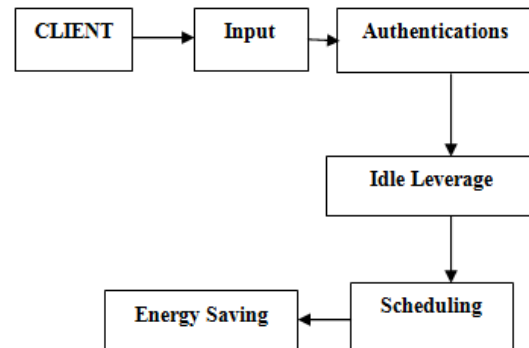 CLIENT
Input
Authentications
Idle Leverage
Scheduling
Energy Saving